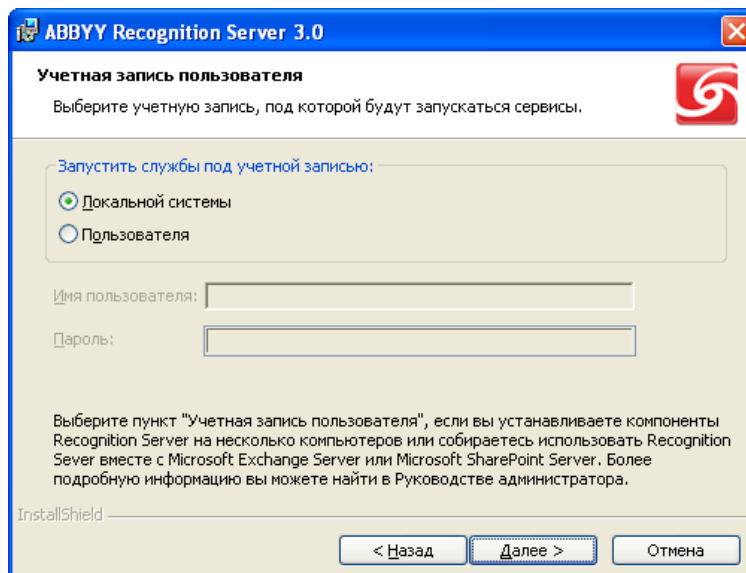 ABBYY Recognition Server 3.0
Учетная запись пользователя
Выберите учетную запись, под которой будут запускаться сервисы.
Запустить службы под учетной записью:
Локальной системы
Пользователя
Имя пользователя:
Пароль:
Выберите пункт "Учетная запись пользователя", если вы устанавливаете компоненты
Recognition Server на несколько компьютеров или собираетесь использовать Recognition
Sever вместе с Microsoft Exchange Server или Microsoft SharePoint Server. Более
подробную информацию вы можете найти в Руководстве администратора.
InstallShield
< Назад
Далее >
Отмена